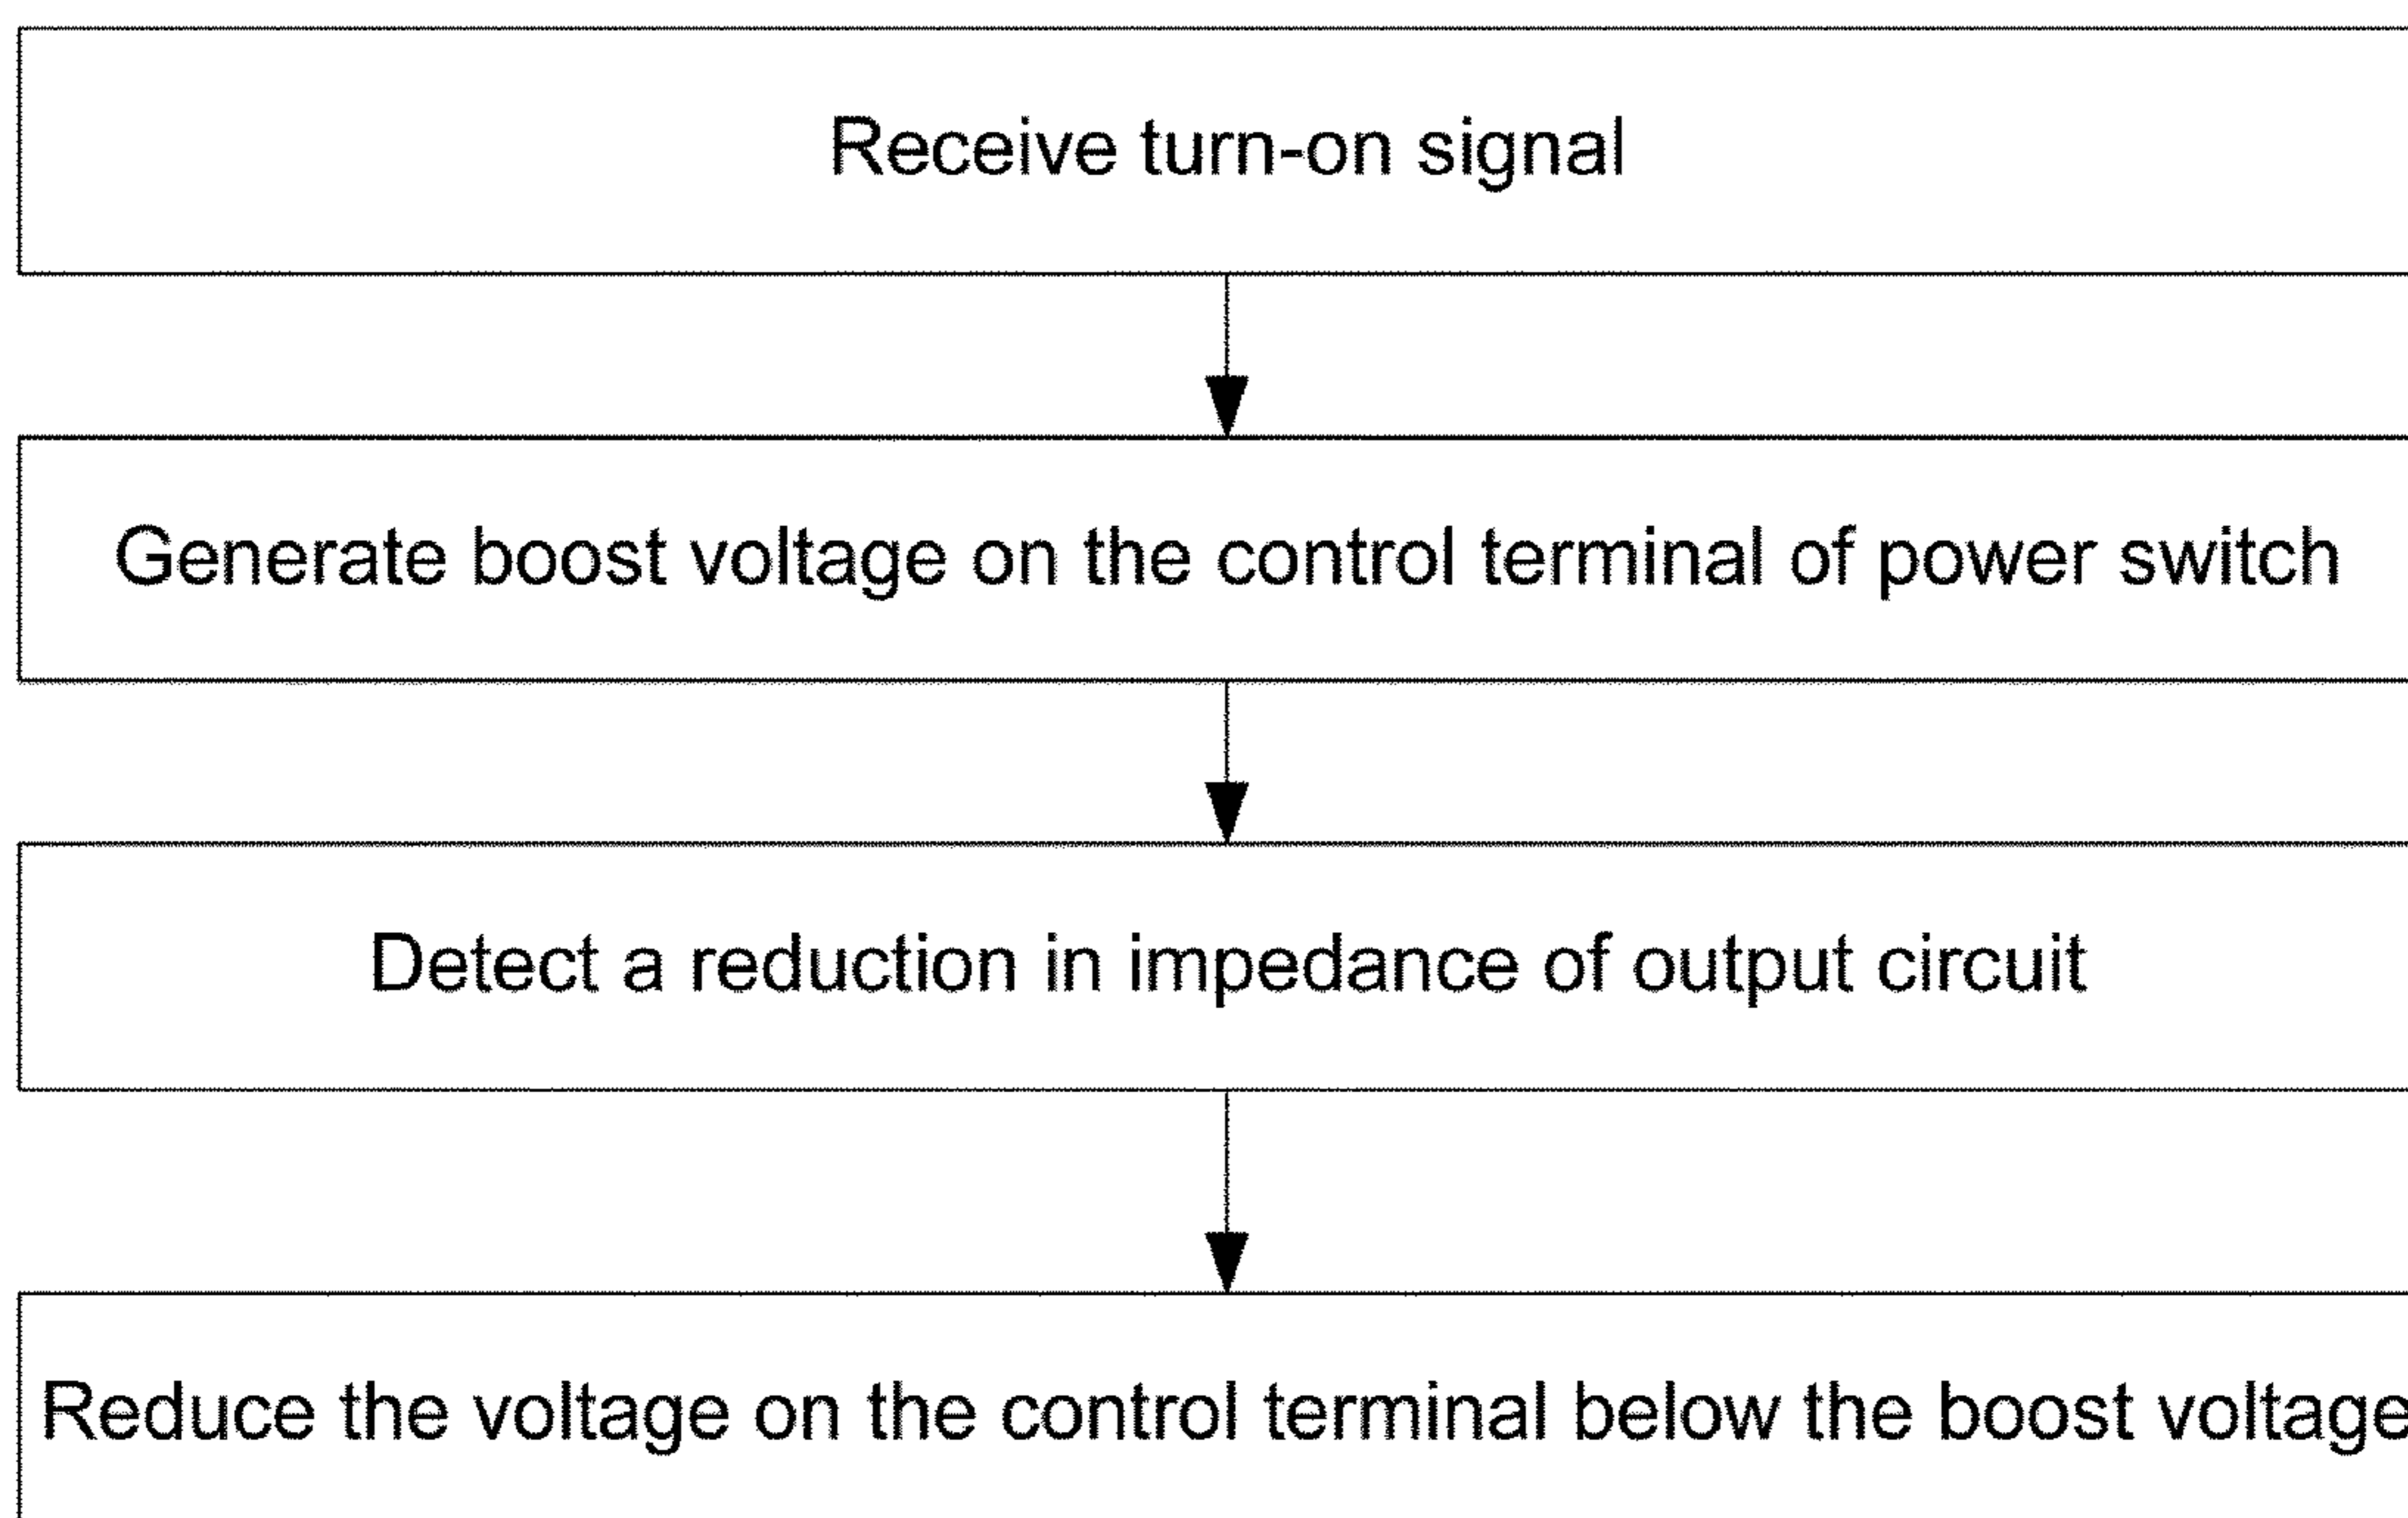 Receive turn-on signal
Generate boost voltage on the control terminal of power switch
Detect a reduction in impedance of output circuit
Reduce the voltage on the control terminal below the boost voltage